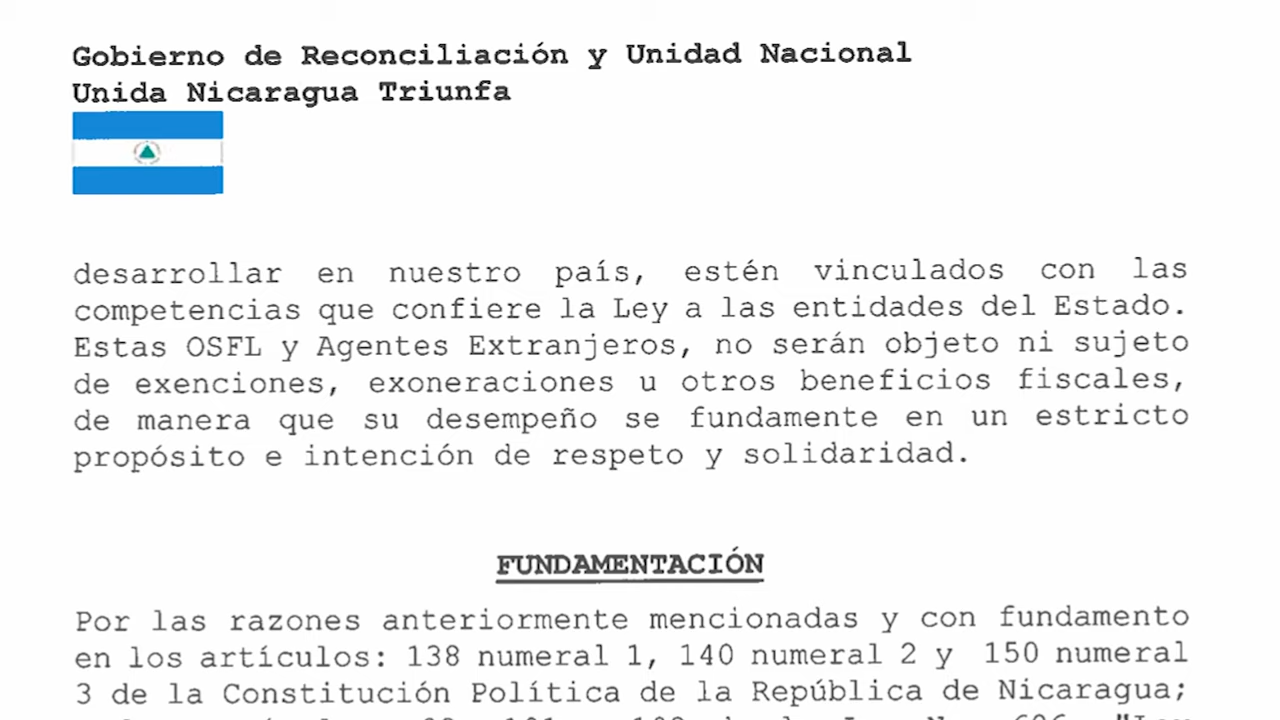 Gobierno de Reconciliación y Unidad Nacional
Unida Nicaragua Triunfa
desarrollar en nuestro país, estén vinculados con las
competencias que confiere la Ley a las entidades del Estado.
Estas OSFL y Agentes Extranjeros, no serán objeto ni sujeto
de exenciones, exoneraciones u otros beneficios fiscales,
de manera que su desempeño se fundamente en un estricto
propósito e intención de respeto y solidaridad.
FUNDAMENTACIÓN
Por las razones anteriormente mencionadas y con fundamento
en los artículos: 138 numeral 1, 140 numeral 2 y 150 numeral
3 de la Constitución Política de la República de Nicaragua;